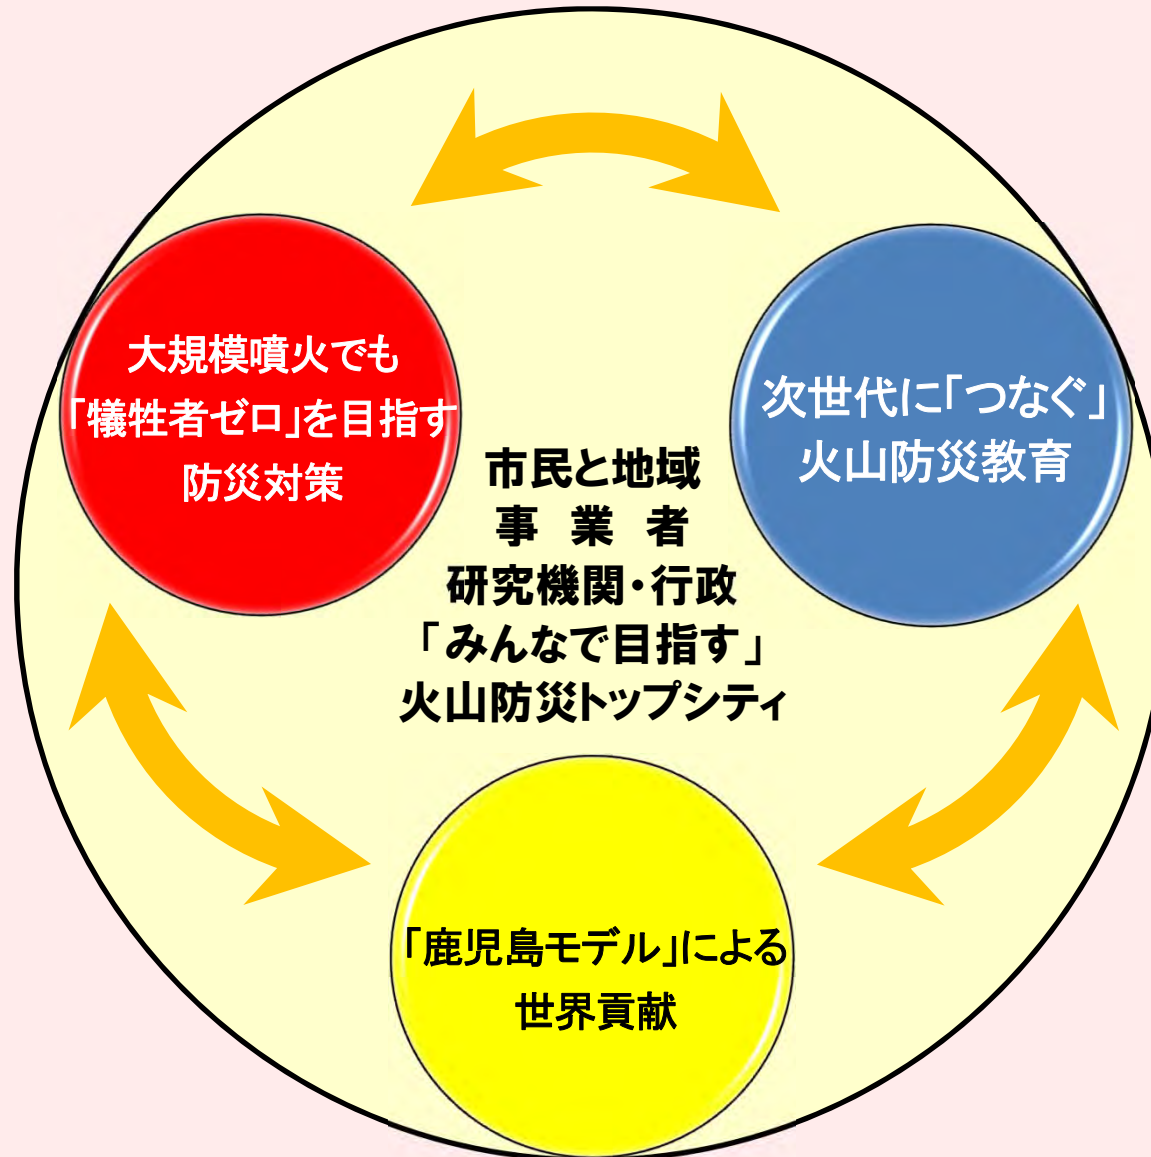 大規模噴火でも
「犠牲者ゼロ」を目指す
防災対策
次世代に「つなぐ」
火山防災教育
市民と地域
事　業　者
研究機関・行政
「みんなで目指す」
火山防災トップシティ
「鹿児島モデル」による
世界貢献